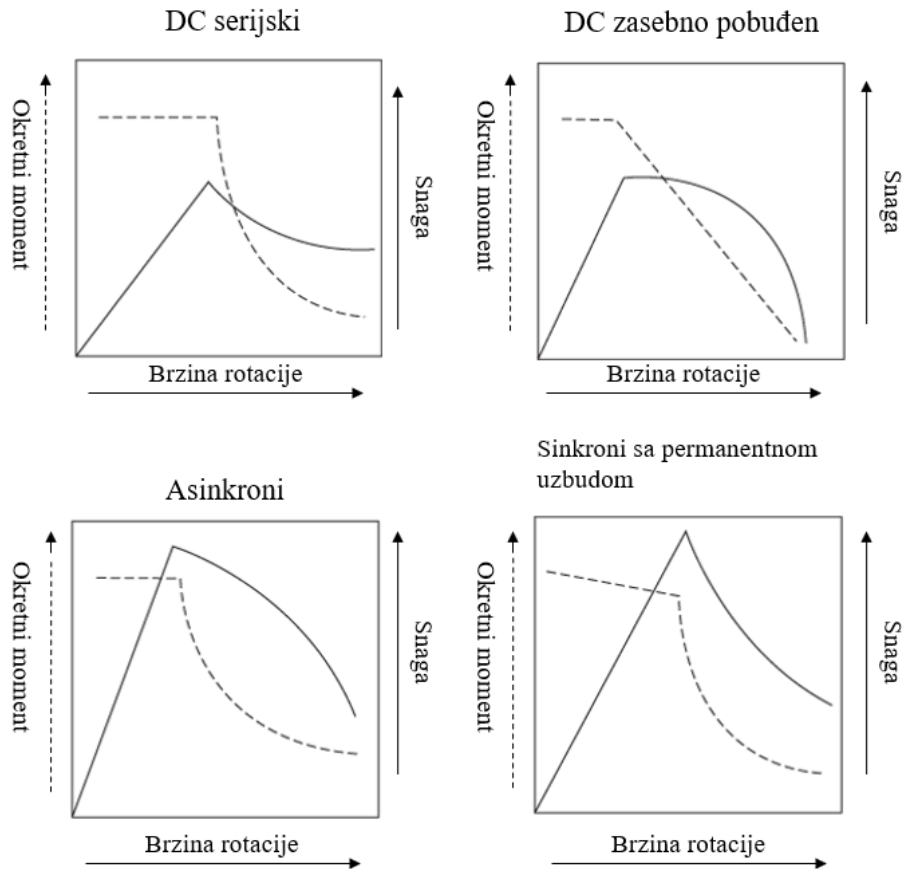 DC serijski
Okretni moment
Snaga
Brzina rotacije
DC zasebno pobuđen
Okretni moment
Snaga
Brzina rotacije
Asinkroni
Okretni moment
Snaga
Brzina rotacije
Sinkroni sa permanentnom
uzbudom
Okretni moment
Snaga
Brzina rotacije